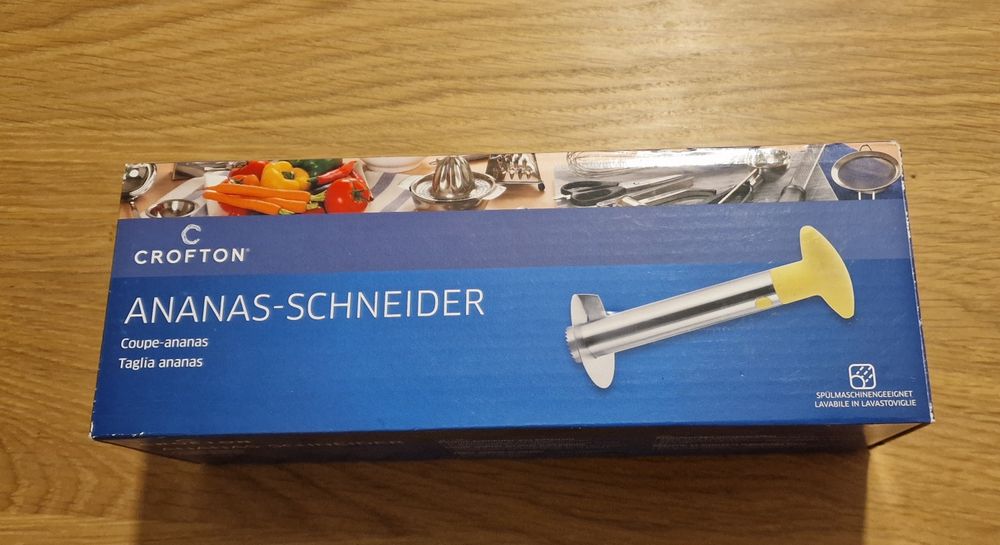 CROFTON®
ANANAS-SCHNEIDER
Coupe-ananas
Taglia ananas
SPÜLMASCHINENGEEIGNET
LAVABILE IN LAVASTOVIGLIE